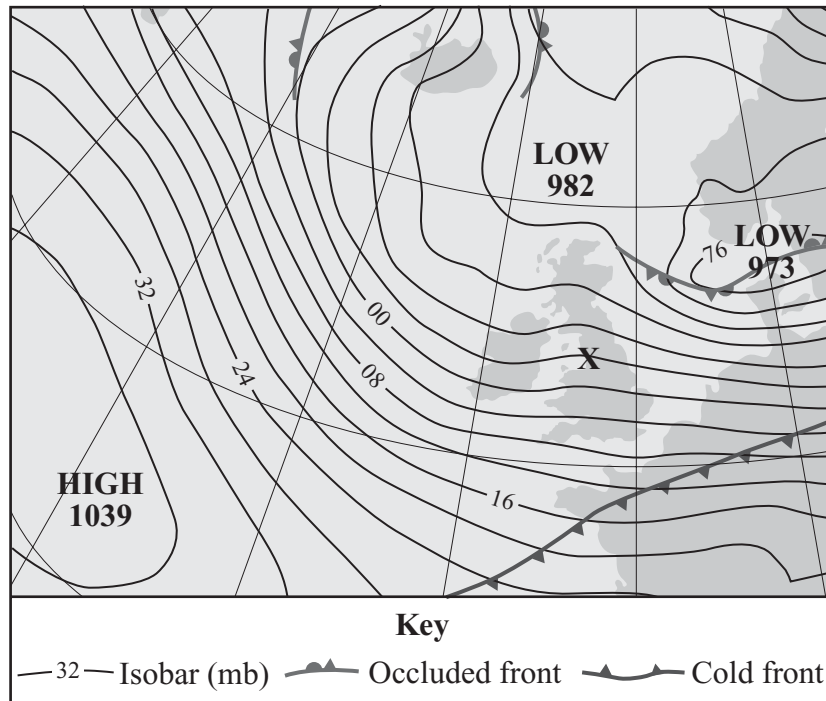 LOW
982
LOW
973
76
32
00
08
24
X
HIGH
1039
16
Key
32 Isobar (mb) Occluded front Cold front